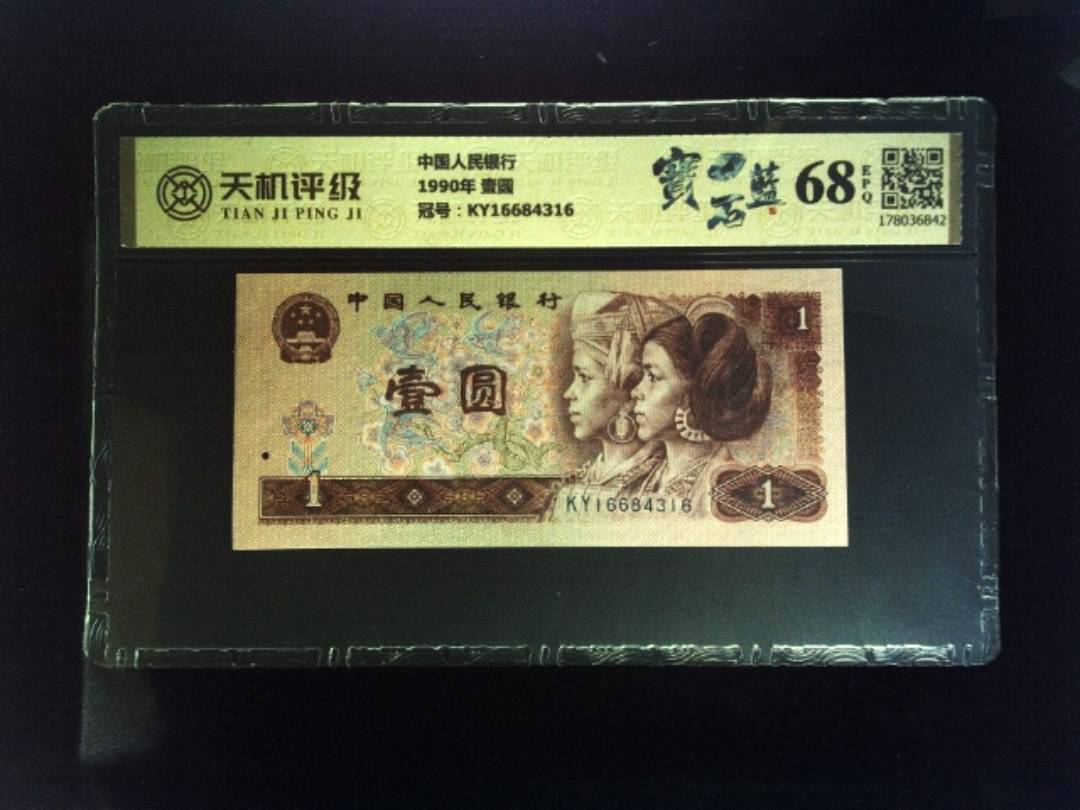 天机评级
TIAN JI PING JI
中国人民银行
1990年 壹圆
冠号：KY16684316
寶石藍
68
EPQ
178036842
中国人民银行
1
壹圆
1
KY16684316
1